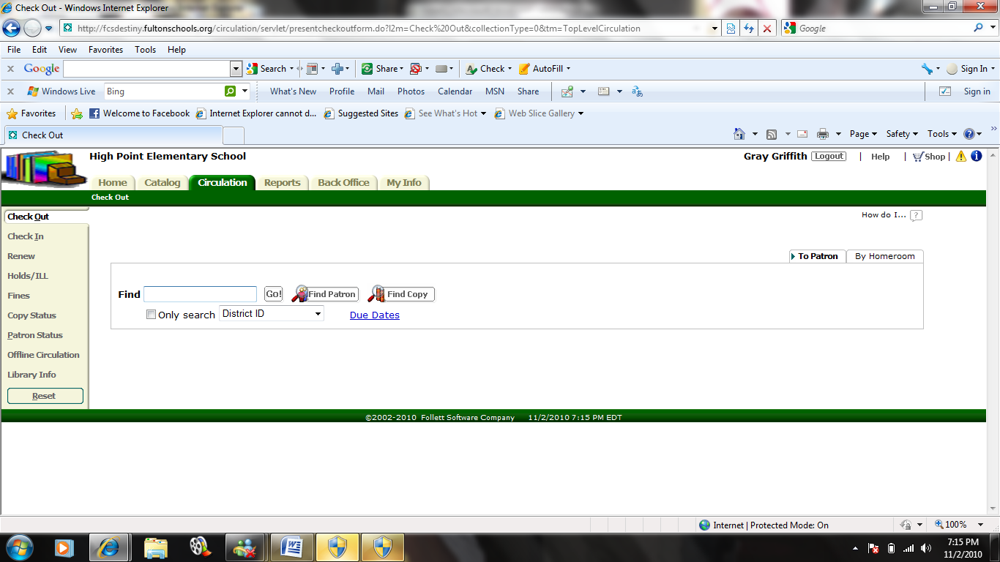 Check Out - Windows Internet Explorer
http://fcsdestiny.fultonschools.org/circulation/servlet/presentcheckoutform.do?l2m=Check%20Out&collectionType=0&tm=TopLevelCirculation
Google
File Edit View Favorites Tools Help
x Google Search Share Check AutoFill Sign In
x Windows Live Bing What's New Profile Mail Photos Calendar MSN Share Sign in
Favorites Welcome to Facebook Internet Explorer cannot d... Suggested Sites See What's Hot Web Slice Gallery
Check Out Page Safety Tools
High Point Elementary School Gray Griffith Logout | Help | Shop |
Home Catalog Circulation Reports Back Office My Info
Check Out
Check Out
How do I... ?
Check In
Renew
Holds/ILL
Fines
Copy Status
Patron Status
Offline Circulation
Library Info
Reset
To Patron By Homeroom
Find Go! Find Patron Find Copy
Only search District ID Due Dates
©2002-2010 Follett Software Company 11/2/2010 7:15 PM EDT
Internet | Protected Mode: On 100%
7:15 PM
11/2/2010